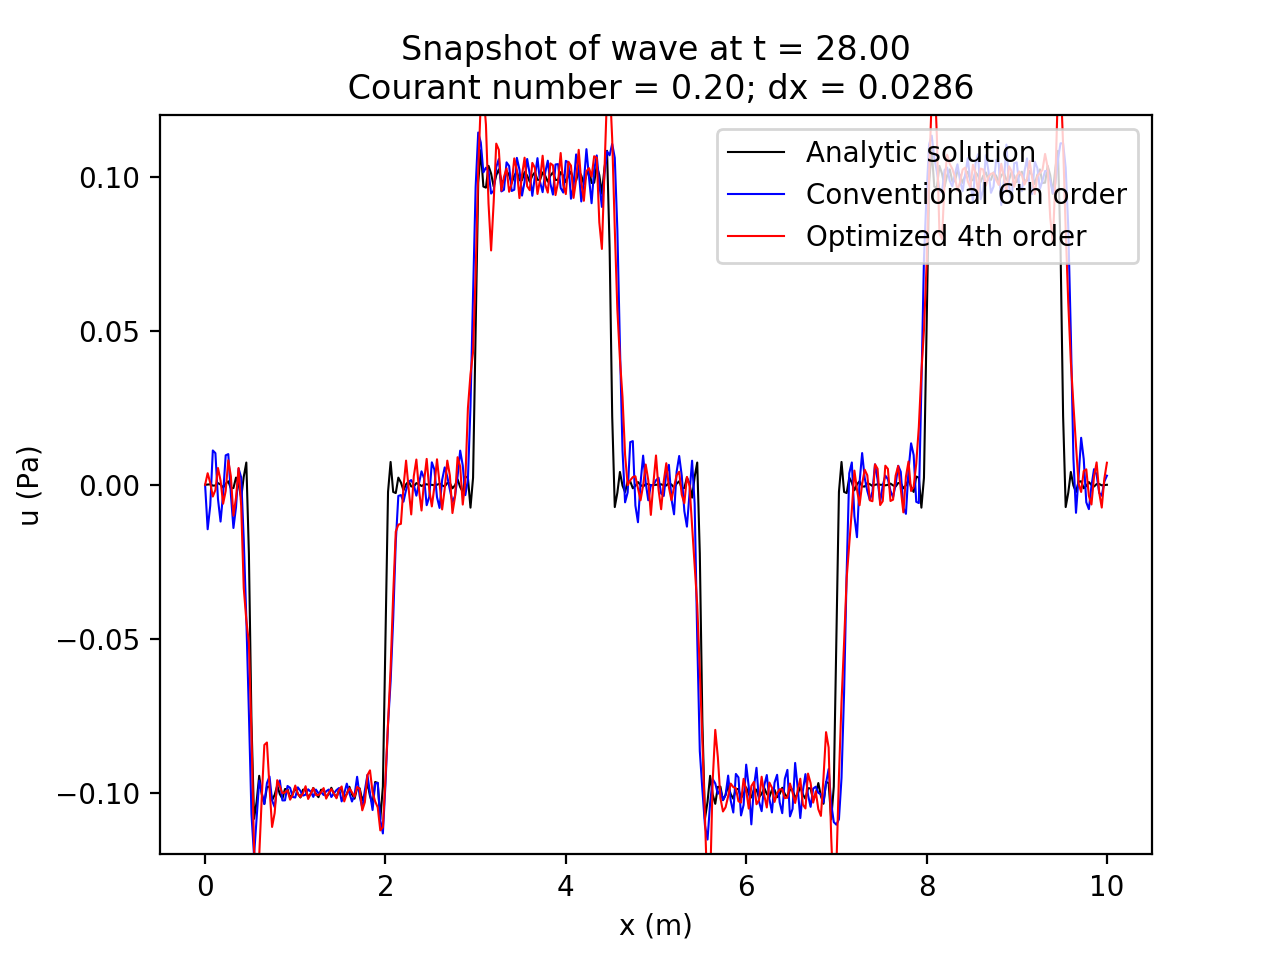 Snapshot of wave at t = 28.00
Courant number = 0.20; dx = 0.0286
Analytic solution
Conventional 6th order
Optimized 4th order
0.10
0.05
0.00
−0.05
−0.10
u (Pa)
0 2 4 6 8 10
x (m)